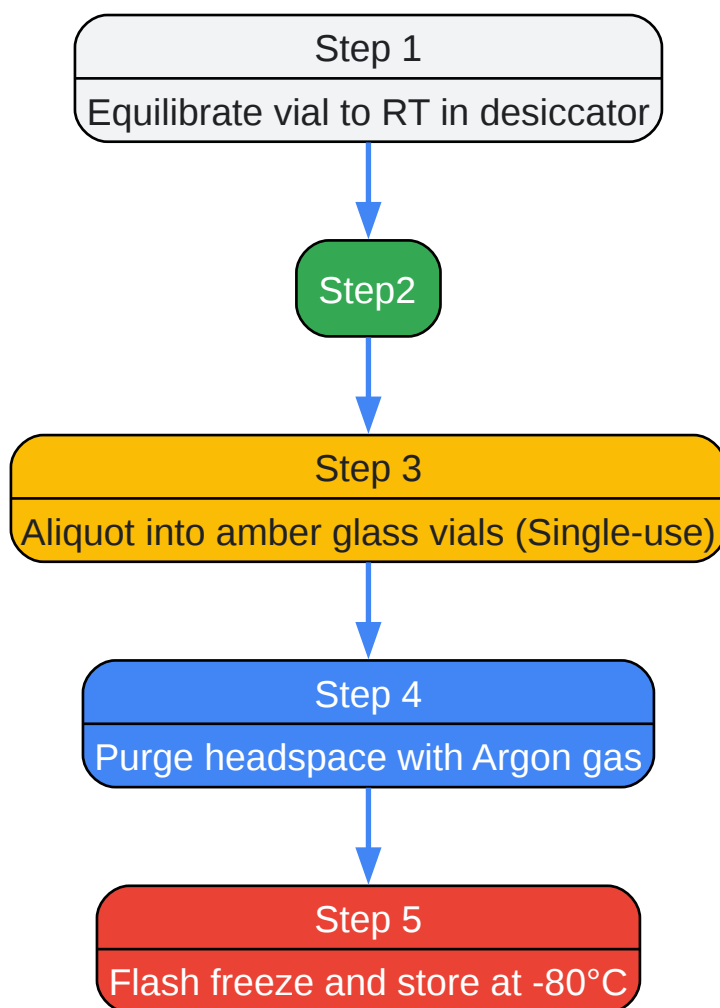 Step 1
Equilibrate vial to RT in desiccator
Step2
Step 3
Aliquot into amber glass vials (Single-use)
Step 4
Purge headspace with Argon gas
Step 5
Flash freeze and store at -80°C